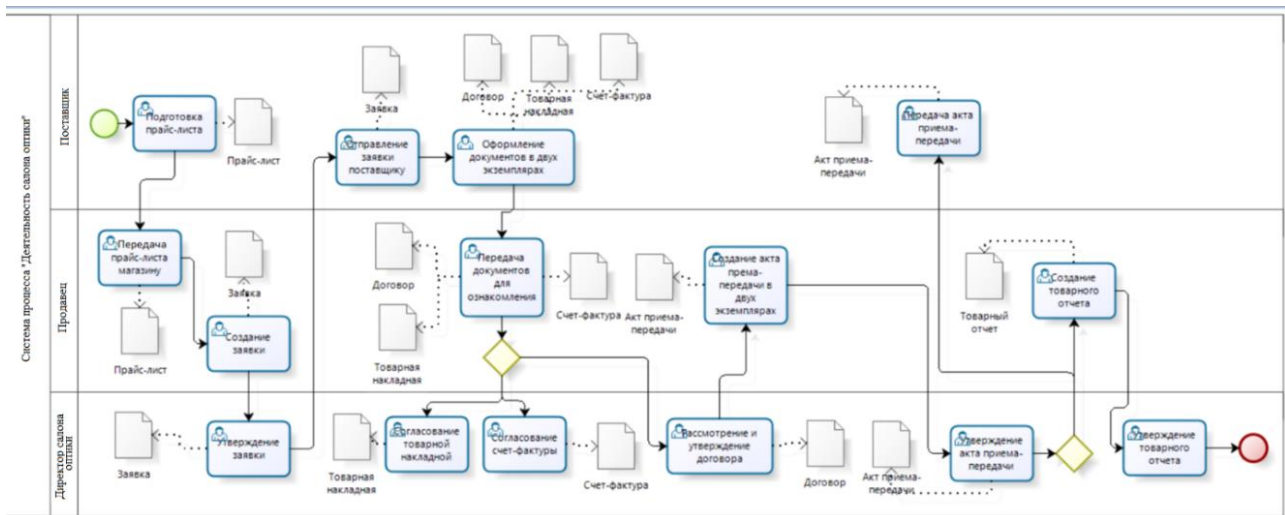 Система процесса "Деятельность салона оптики"
Поставщик
Подготовка
прайс-листа
Прайс-лист
Заявка
Отправление
заявки
поставщику
Договор
Товарная
накладная
Счет-фактура
Оформление
документов в двух
экземплярах
Акт приема-
передачи
Передача акта
приема-
передачи
Продавец
Передача
прайс-листа
магазину
Прайс-лист
Заявка
Создание
заявки
Договор
Товарная
накладная
Передача
документов
для
ознакомления
Счет-фактура
Акт приема-
передачи
Создание акта
према-
передачи в
двух
экземплярах
Товарный
отчет
Создание
товарного
отчета
Директор салона
оптики
Заявка
Утверждение
заявки
Товарная
накладная
Согласование
товарной
накладной
Согласование
счет-фактуры
Счет-фактура
Рассмотрение и
утверждение
договора
Договор
Акт приема-
передачи
Утверждение
акта приема-
передачи
Утверждение
товарного
отчета